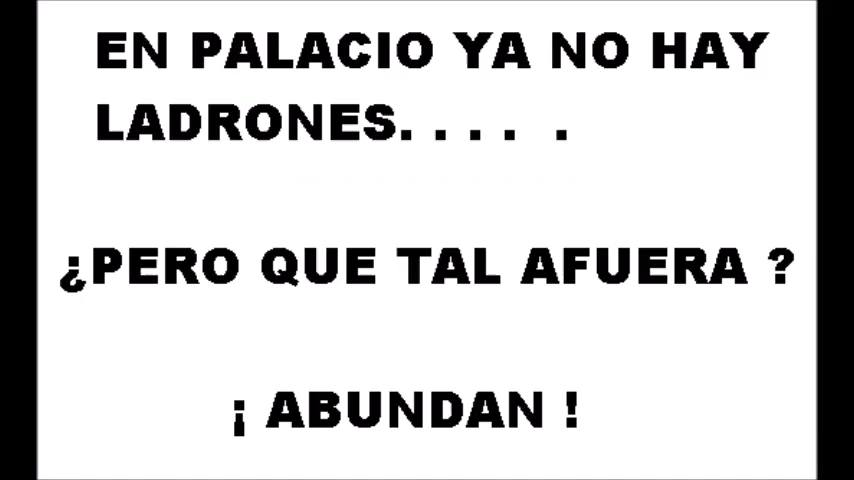 EN PALACIO YA NO HAY
LADRONES. . . . .
¿PERO QUE TAL AFUERA ?
¡ ABUNDAN !